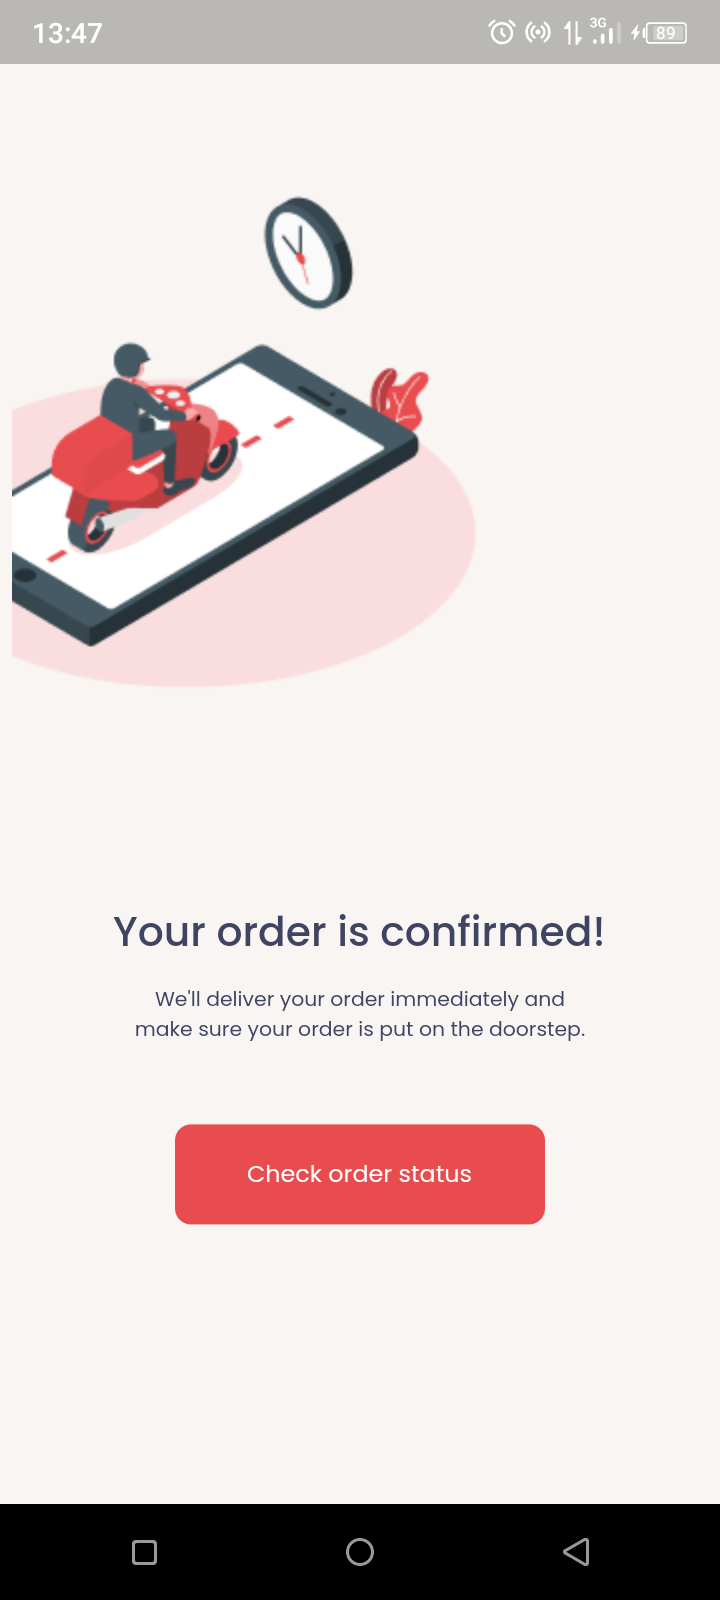 13:47
3G
89
Your order is confirmed!
We'll deliver your order immediately and
make sure your order is put on the doorstep.
Check order status